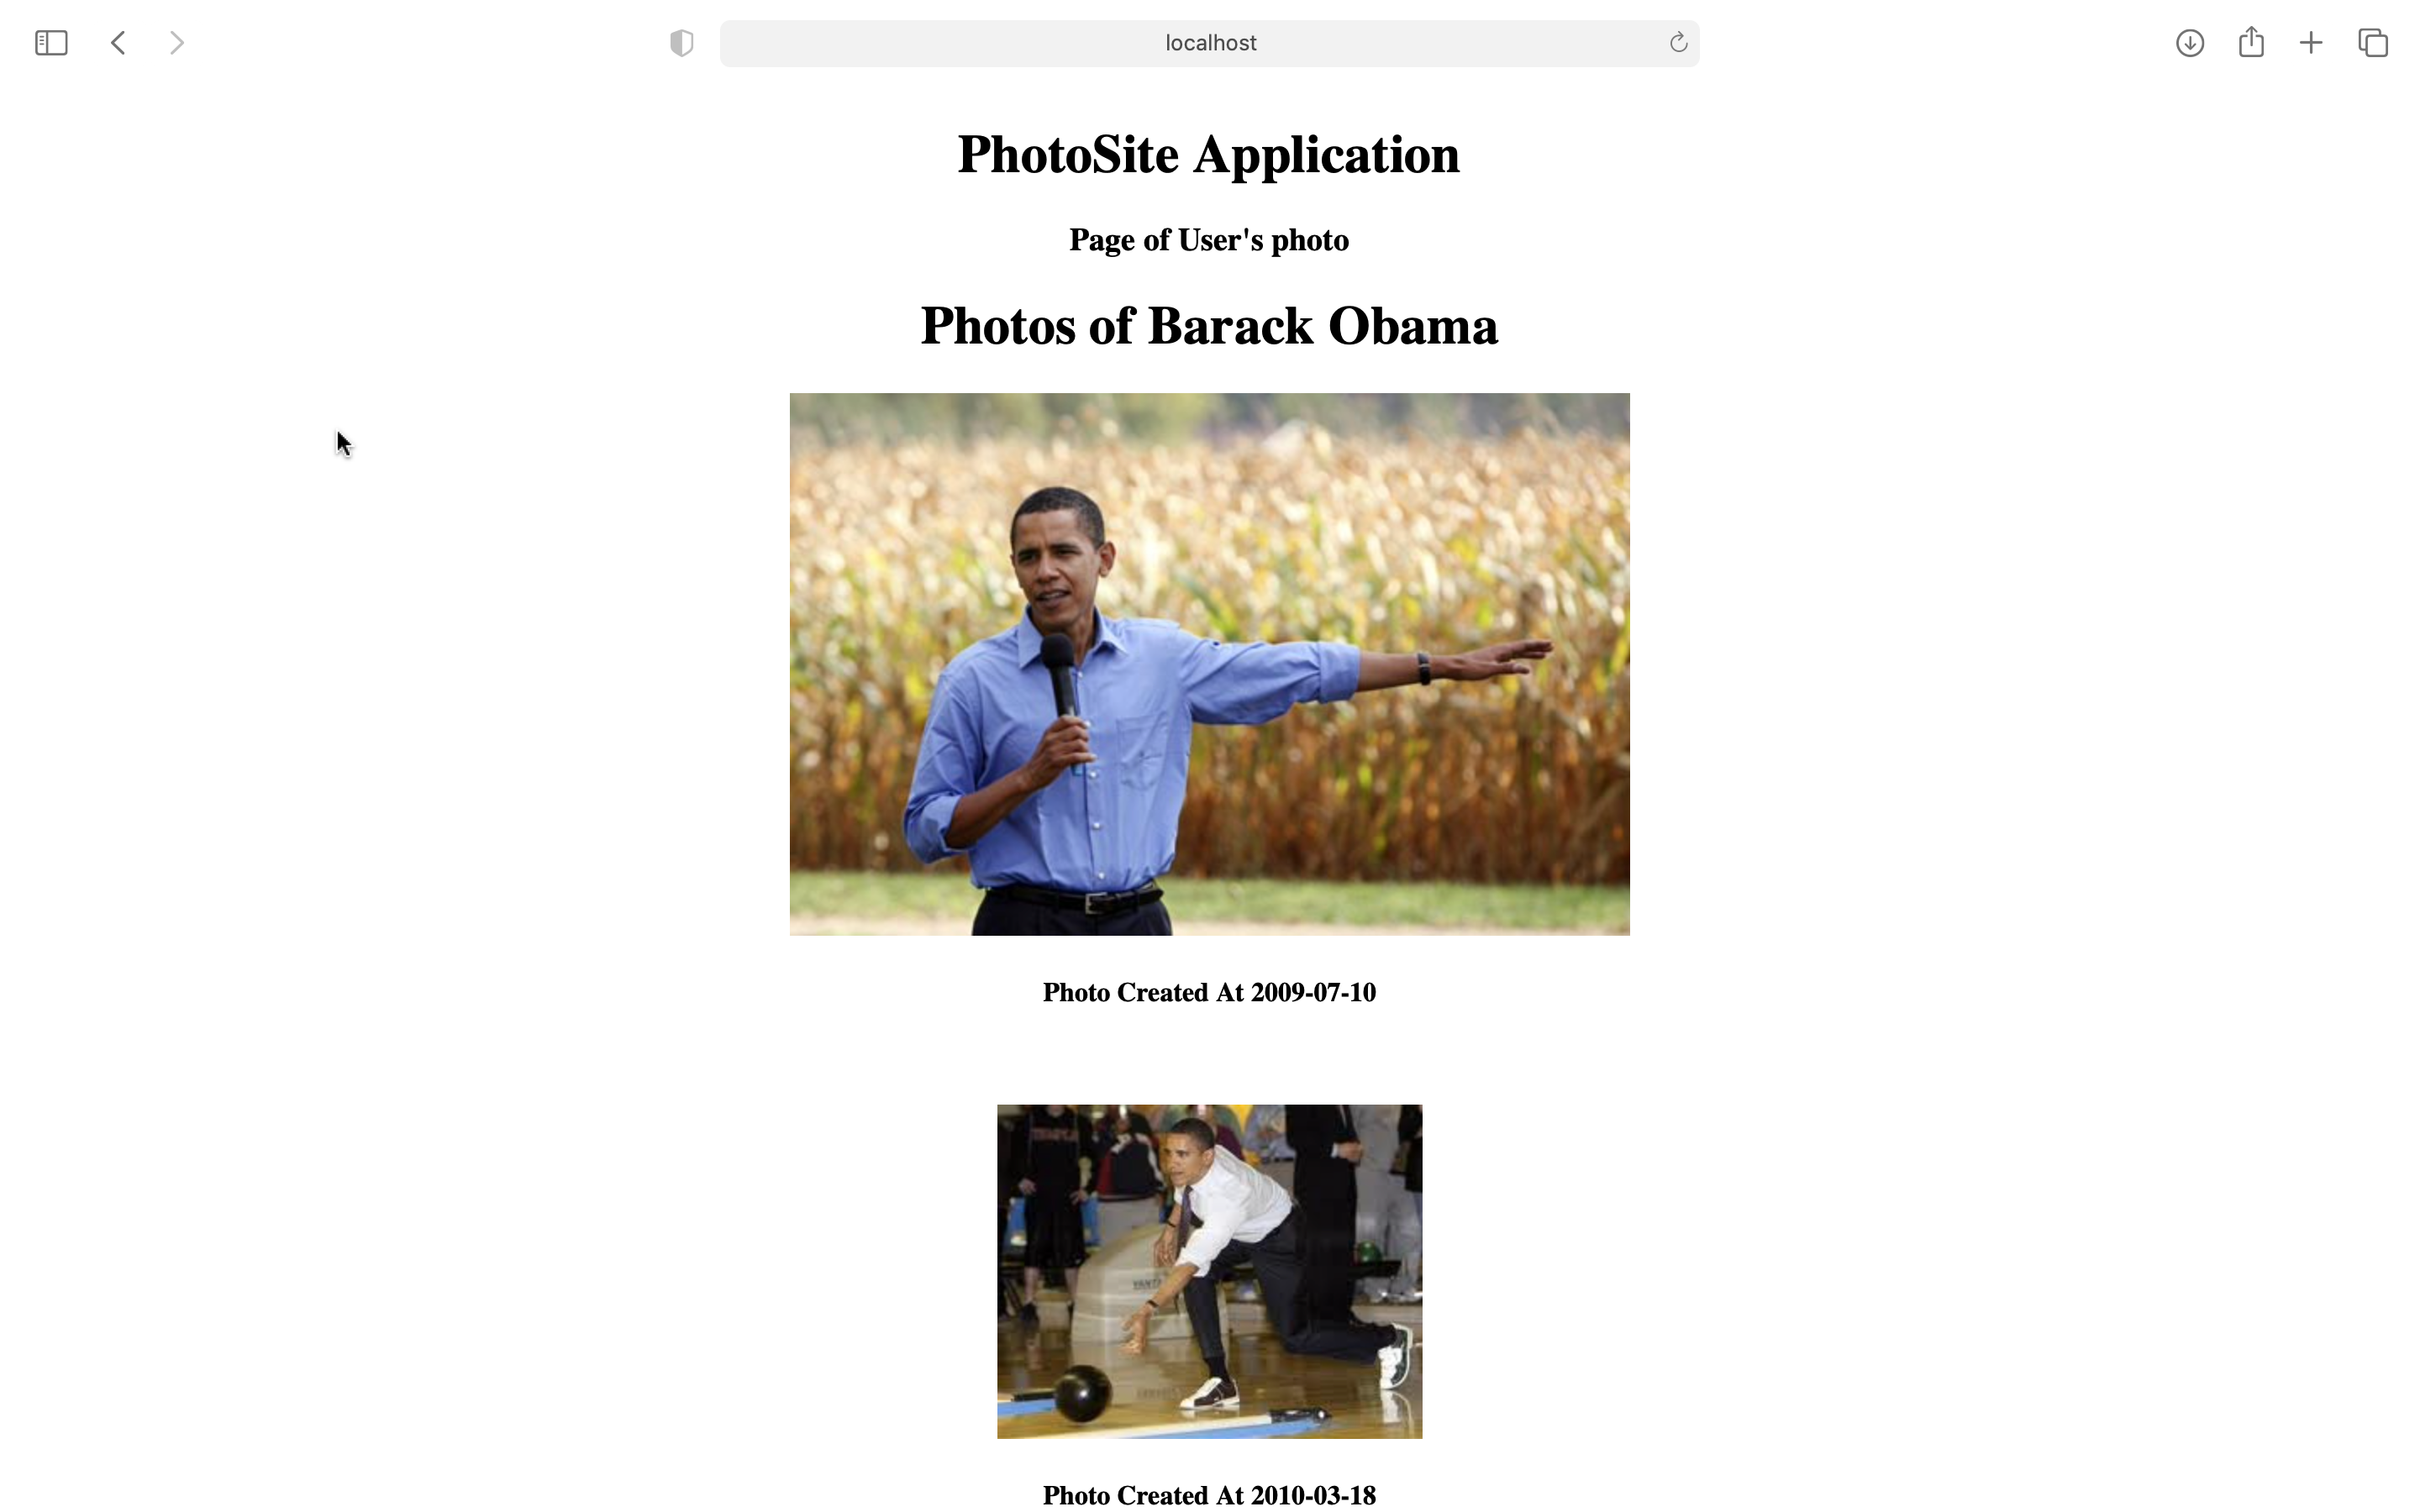 localhost
PhotoSite Application
Page of User's photo
Photos of Barack Obama
Photo Created At 2009-07-10
Photo Created At 2010-03-18